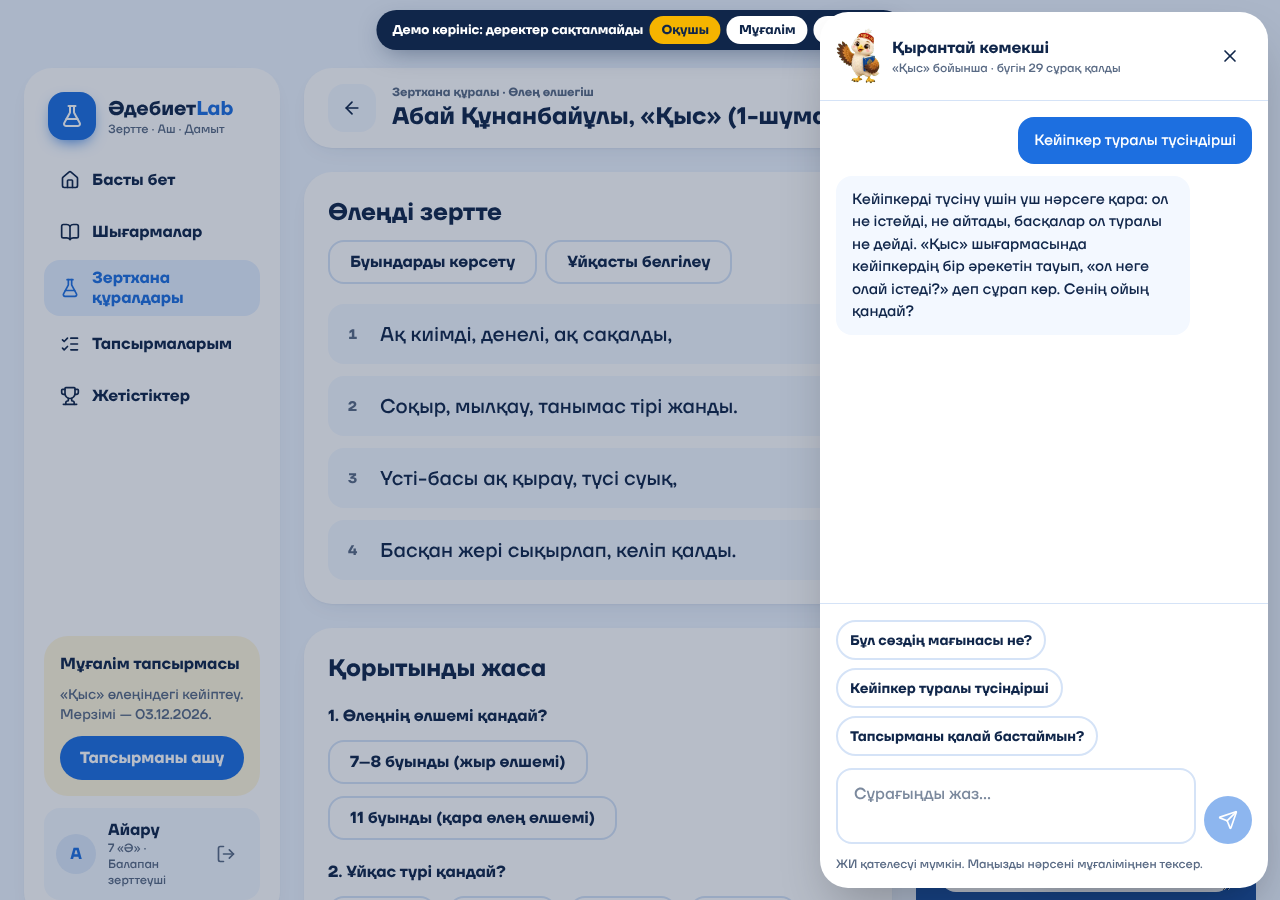 Демо көрініс: деректер сақталмайды
Оқушы
Мұғалім
ӘдебиетLab
Зертте · Аш · Дамыт
Басты бет
Шығармалар
Зертхана
құралдары
Тапсырмаларым
Жетістіктер
Мұғалім тапсырмасы
«Қыс» өлеңіндегі кейіптеу.
Мерзімі — 03.12.2026.
Тапсырманы ашу
А
Айару
7 «Ә» ·
Балапан
зерттеуші
Зертхана құралы · Өлең өлшегіш
Абай Құнанбайұлы, «Қыс» (1-шумо
Өлеңді зертте
Буындарды көрсету
Ұйқасты белгілеу
1 Ақ киімді, денелі, ақ сақалды,
2 Соқыр, мылқау, танымас тірі жанды.
3 Үсті-басы ақ қырау, түсі суық,
4 Басқан жері сықырлап, келіп қалды.
Қорытынды жаса
1. Өлеңнің өлшемі қандай?
7–8 буынды (жыр өлшемі)
11 буынды (қара өлең өлшемі)
2. Ұйқас түрі қандай?
Қырантай көмекші
«Қыс» бойынша · бүгін 29 сұрақ қалды
Кейіпкер туралы түсіндірші
Кейіпкерді түсіну үшін үш нәрсеге қара: ол
не істейді, не айтады, басқалар ол туралы
не дейді. «Қыс» шығармасында
кейіпкердің бір әрекетін тауып, «ол неге
олай істеді?» деп сұрап көр. Сенің ойың
қандай?
Бұл сөздің мағынасы не?
Кейіпкер туралы түсіндірші
Тапсырманы қалай бастаймын?
Сұрағыңды жаз...
ЖИ қателесуі мүмкін. Маңызды нәрсені мұғаліміңнен тексер.